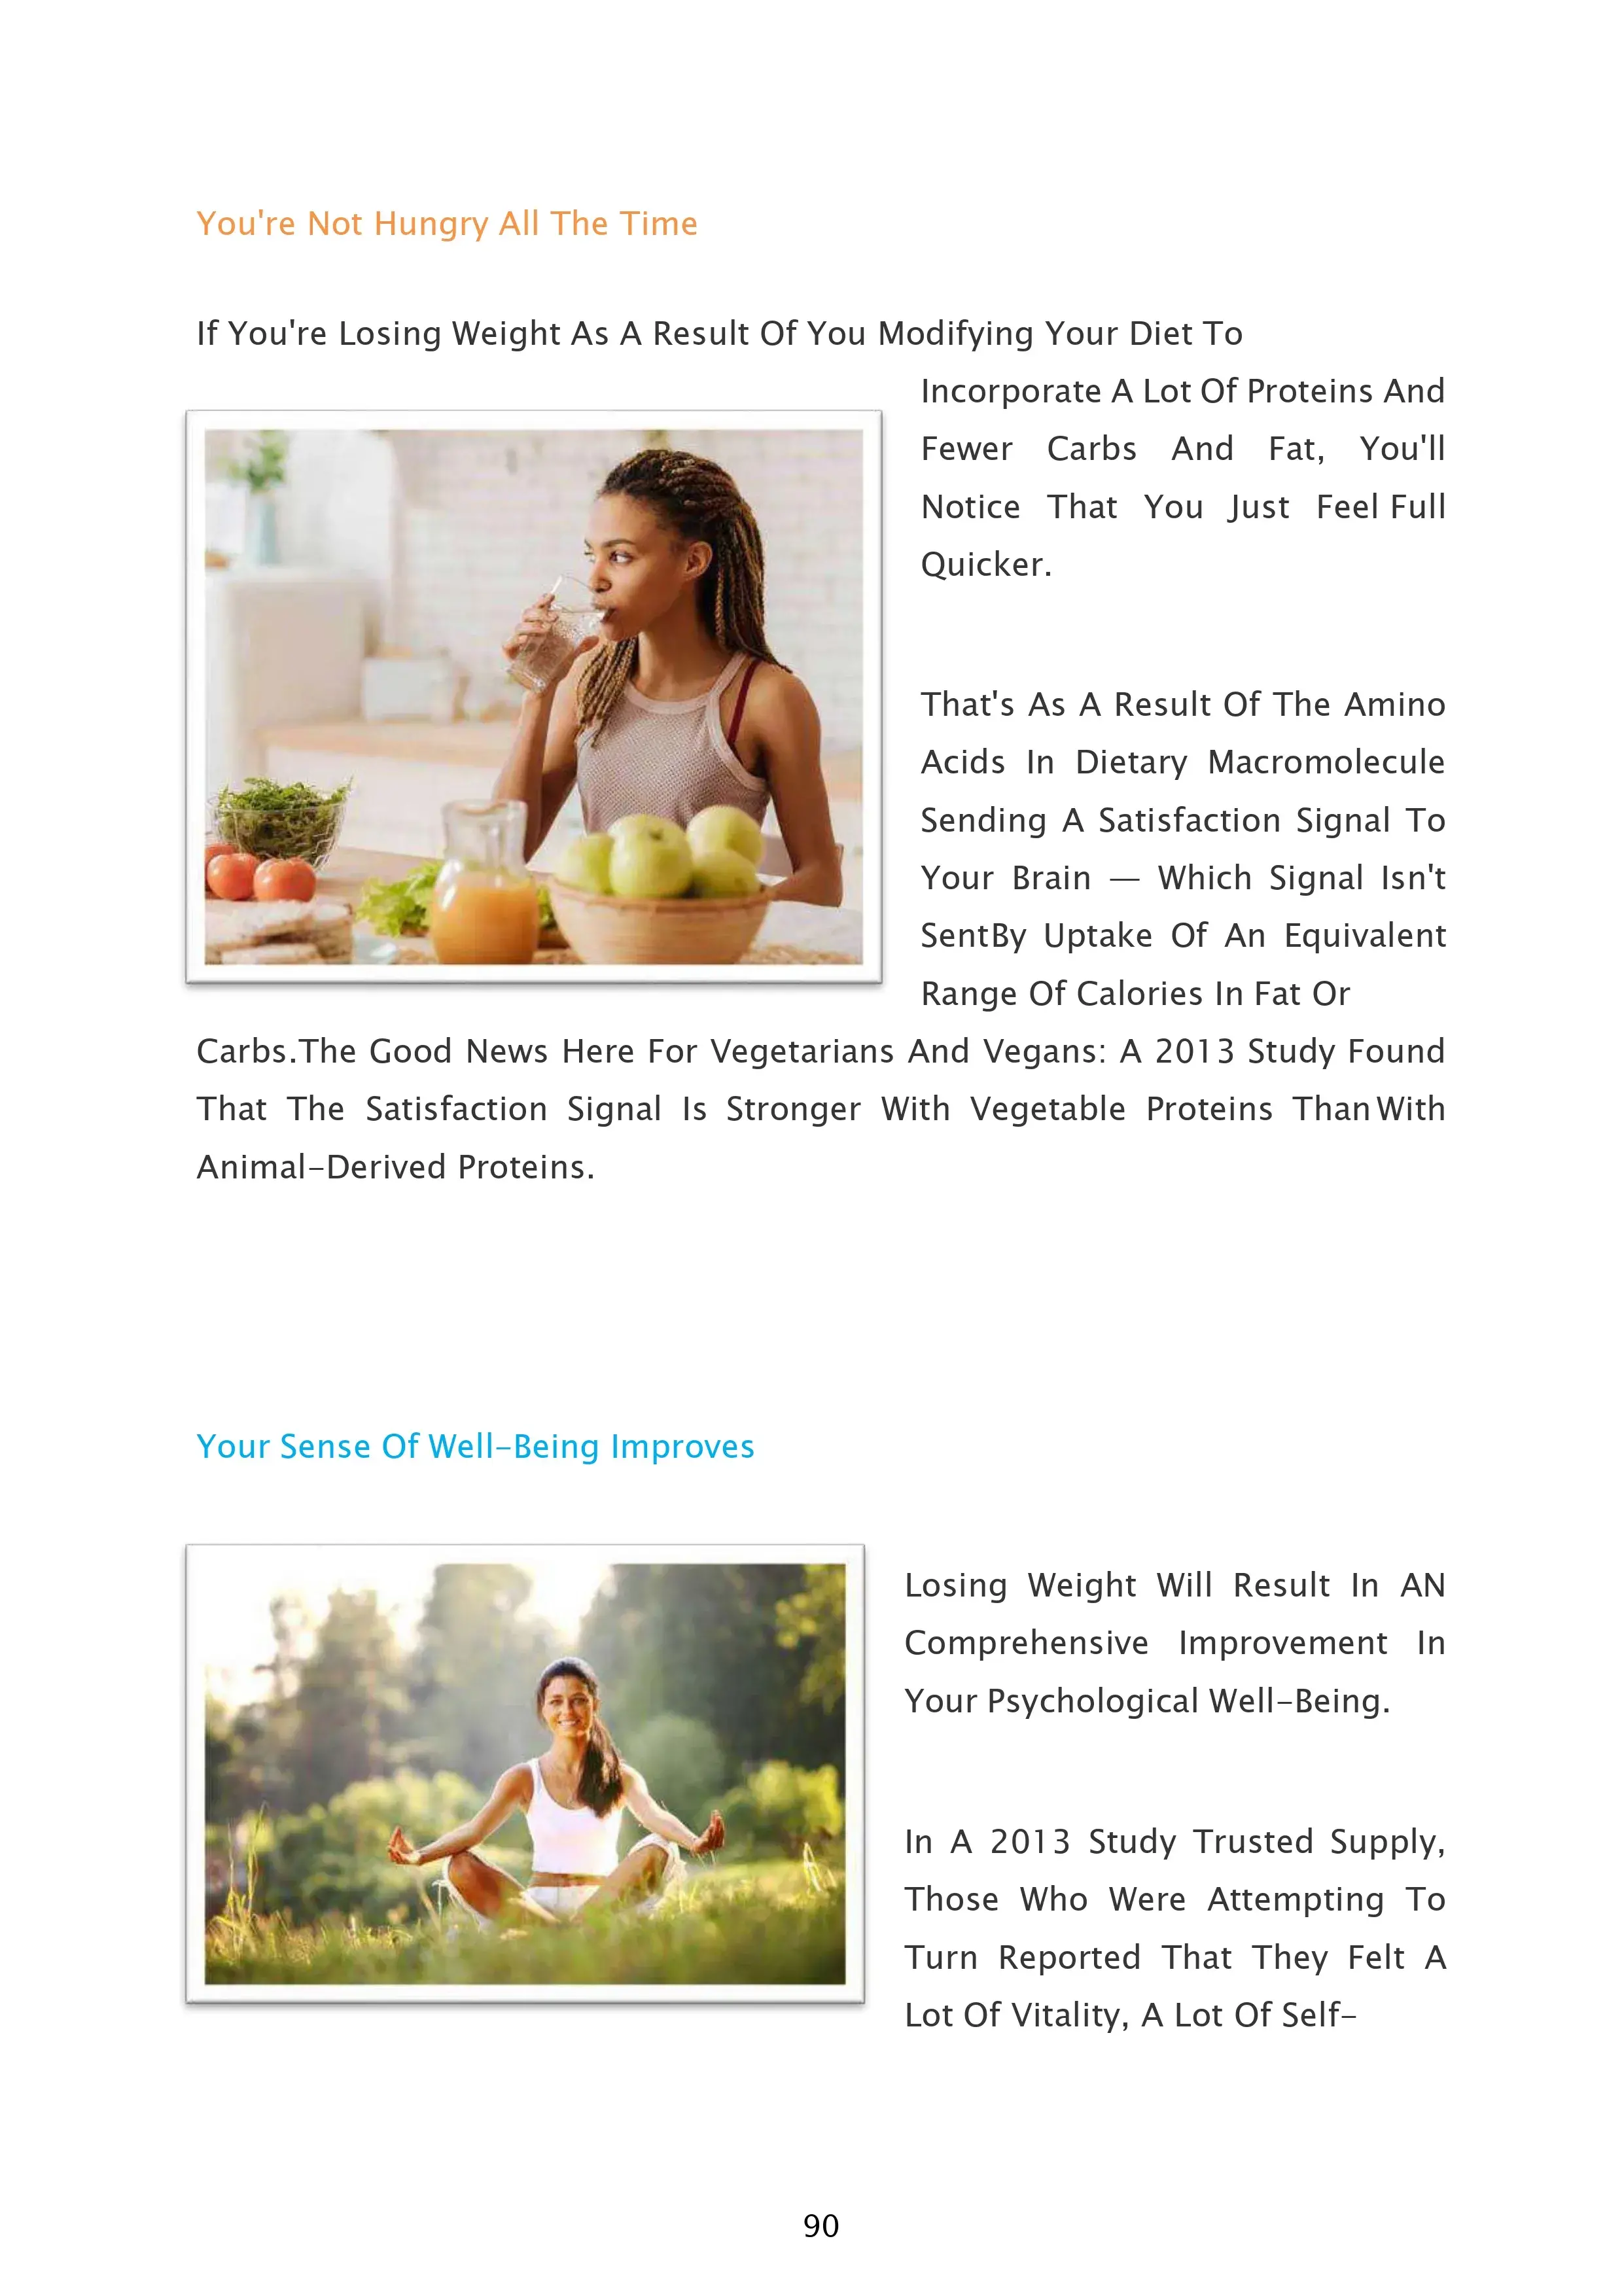 You're Not Hungry All The Time
If You're Losing Weight As A Result Of You Modifying Your Diet To
Incorporate A Lot Of Proteins And
Fewer Carbs And Fat, You'll
Notice That You Just Feel Full
Quicker.
That's As A Result Of The Amino
Acids In Dietary Macromolecule
Sending A Satisfaction Signal To
Your Brain — Which Signal Isn't
SentBy Uptake Of An Equivalent
Range Of Calories In Fat Or
Carbs.The Good News Here For Vegetarians And Vegans: A 2013 Study Found
That The Satisfaction Signal Is Stronger With Vegetable Proteins ThanWith
Animal-Derived Proteins.
Your Sense Of Well-Being Improves
Losing Weight Will Result In AN
Comprehensive Improvement In
Your Psychological Well-Being.
In A 2013 Study Trusted Supply,
Those Who Were Attempting To
Turn Reported That They Felt A
Lot Of Vitality, A Lot Of Self-
90